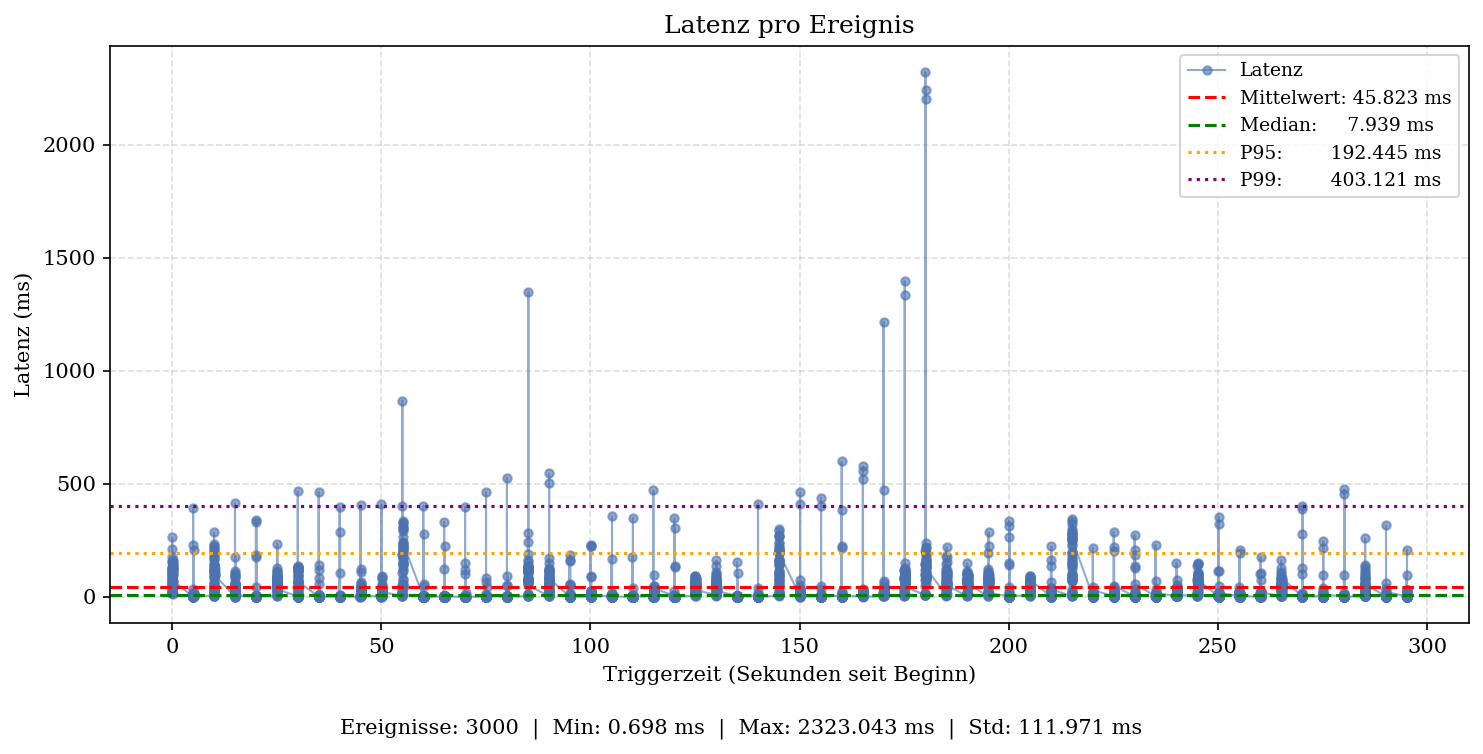 Latenz pro Ereignis
Latenz (ms)
2000
1500
1000
500
0
Latenz
Mittelwert: 45.823 ms
Median: 7.939 ms
P95: 192.445 ms
P99: 403.121 ms
0 50 100 150 200 250 300
Triggerzeit (Sekunden seit Beginn)
Ereignisse: 3000 | Min: 0.698 ms | Max: 2323.043 ms | Std: 111.971 ms